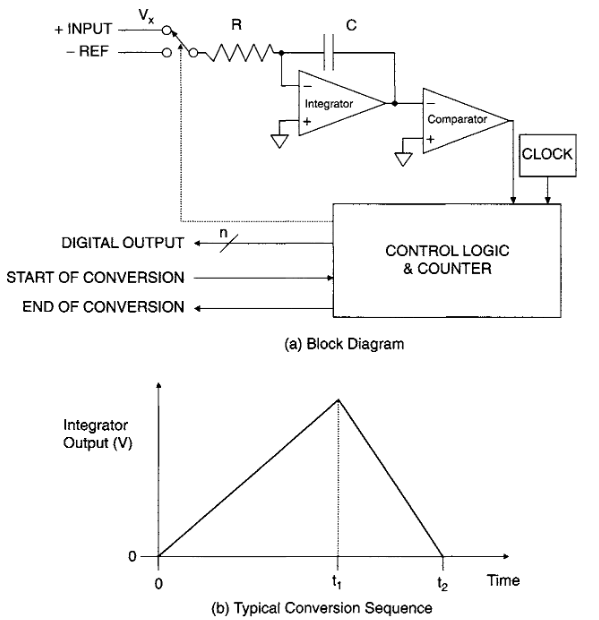 V_x
+ INPUT
R
C
– REF
–
Integrator
+
–
Comparator
+
CLOCK
n
DIGITAL OUTPUT
CONTROL LOGIC
& COUNTER
START OF CONVERSION
END OF CONVERSION
(a) Block Diagram
Integrator
Output (V)
0
0
t_1
t_2
Time
(b) Typical Conversion Sequence